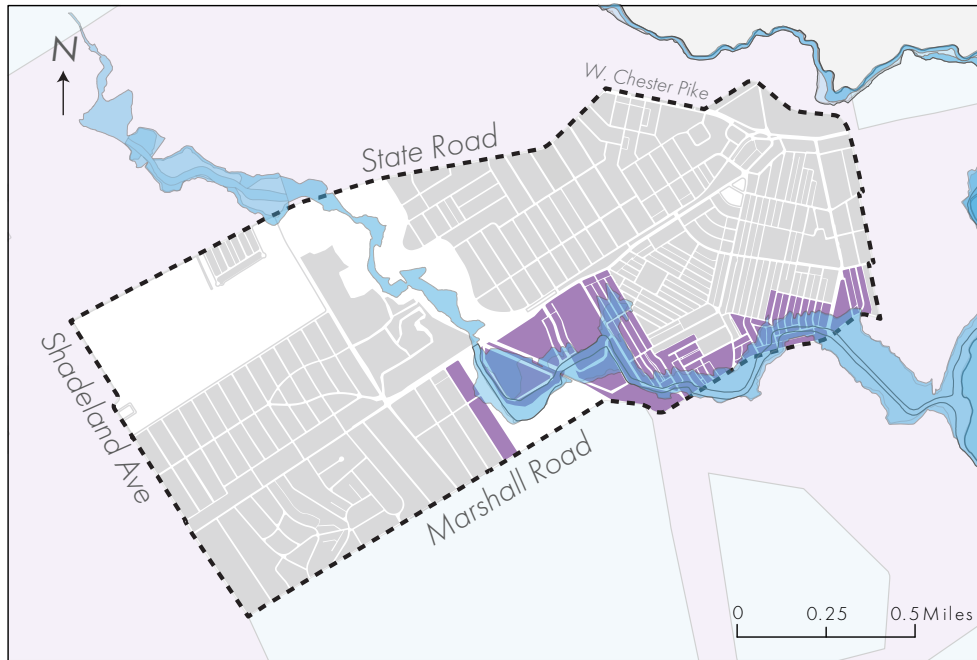 N
W. Chester Pike
State Road
Shadeland Ave
Marshall Road
0 0.25 0.5 Miles